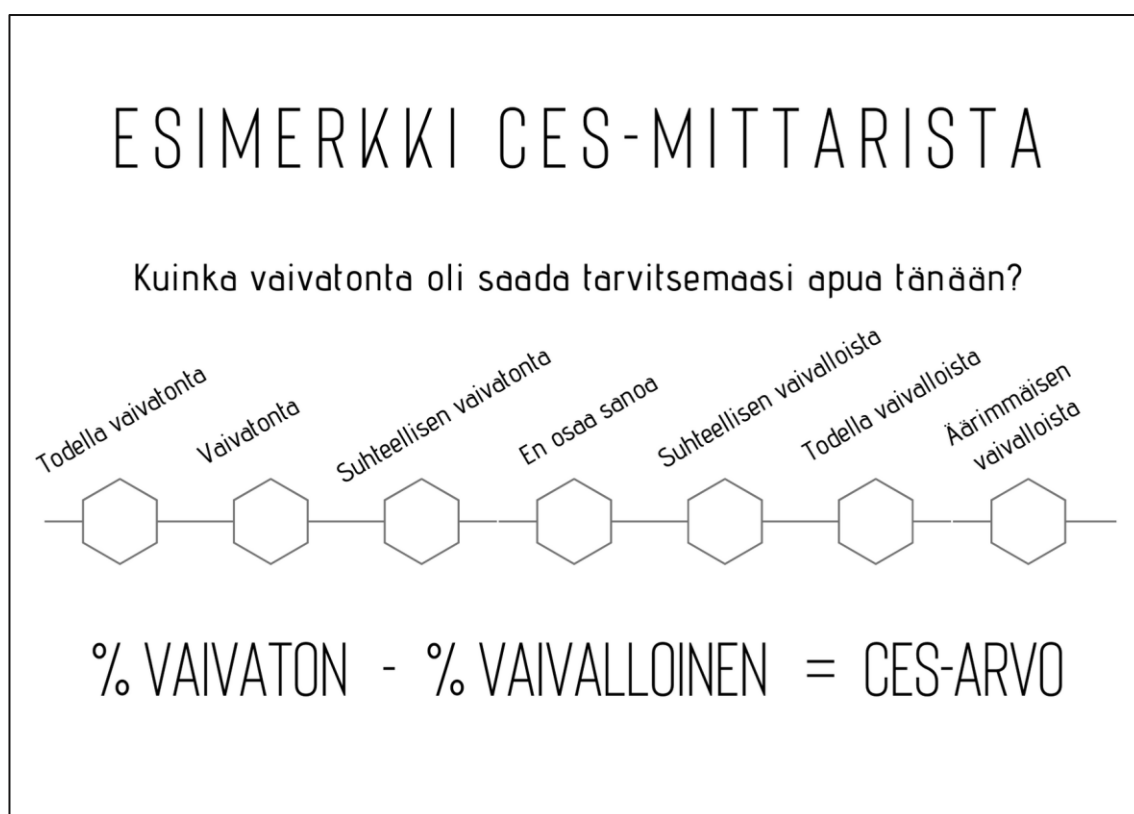 ESIMERKKI CES-MITTARISTA
Kuinka vaivatonta oli saada tarvitsemaasi apua tänään?
Todella vaivatonta
Vaivatonta
Suhteellisen vaivatonta
En osaa sanoa
Suhteellisen vaivalloista
Todella vaivalloista
Äärimmäisen
vaivalloista
% VAIVATON - % VAIVALLOINEN = CES-ARVO